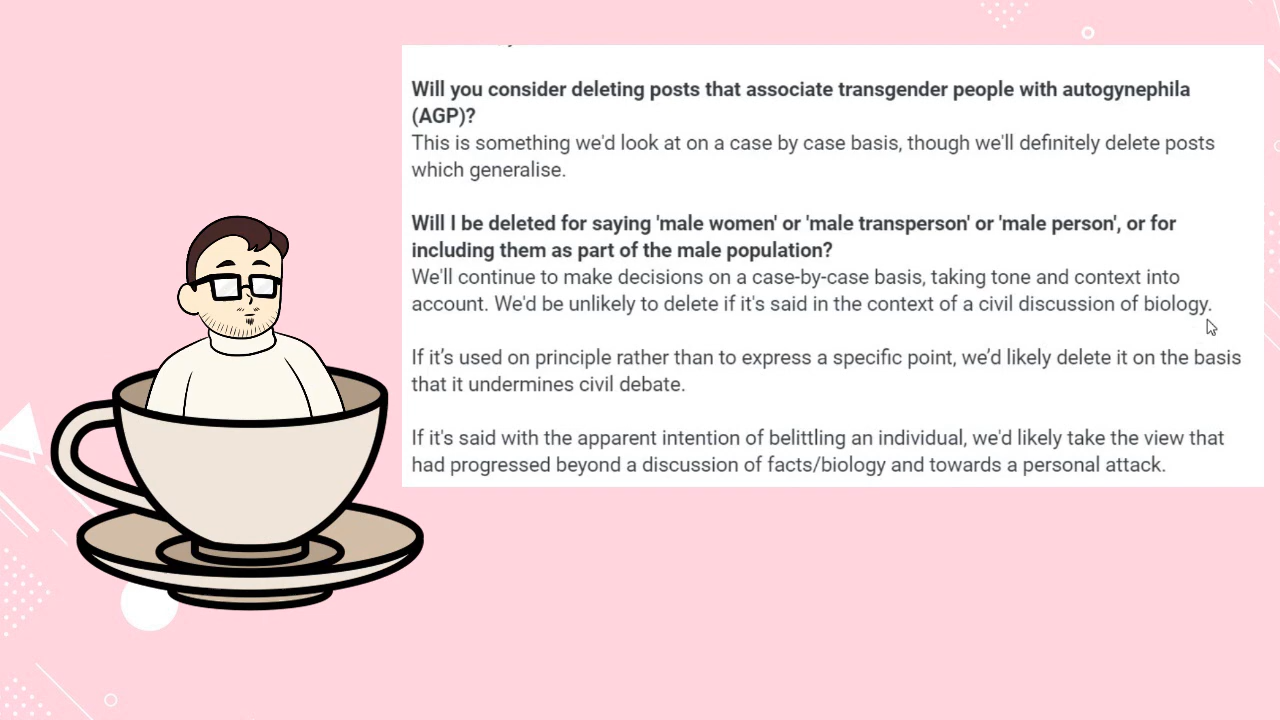 Will you consider deleting posts that associate transgender people with autogynephila
(AGP)?
This is something we'd look at on a case by case basis, though we'll definitely delete posts
which generalise.
Will I be deleted for saying 'male women' or 'male transperson' or 'male person', or for
including them as part of the male population?
We'll continue to make decisions on a case-by-case basis, taking tone and context into
account. We'd be unlikely to delete if it's said in the context of a civil discussion of biology.
If it’s used on principle rather than to express a specific point, we’d likely delete it on the basis
that it undermines civil debate.
If it's said with the apparent intention of belittling an individual, we'd likely take the view that
had progressed beyond a discussion of facts/biology and towards a personal attack.